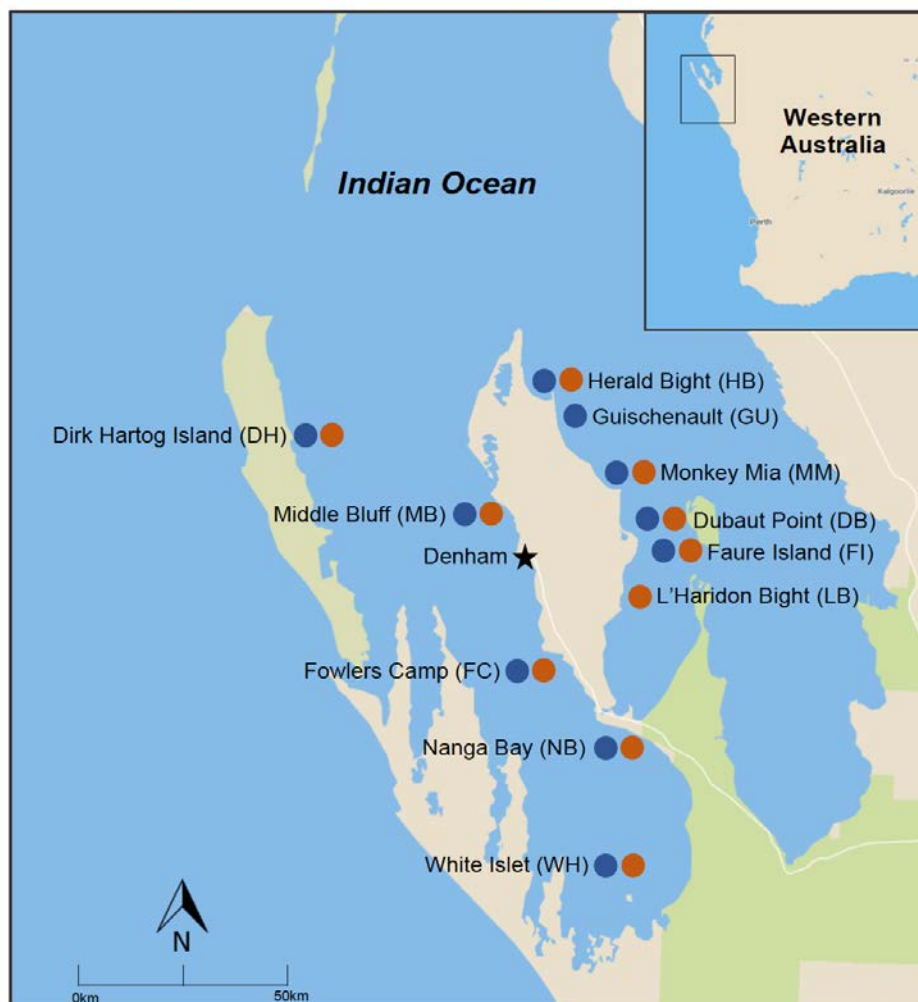 Western
Australia
Kalgoorlie
Perth
Indian Ocean
Herald Bight (HB)
Guischenault (GU)
Dirk Hartog Island (DH)
Monkey Mia (MM)
Middle Bluff (MB)
Dubaut Point (DB)
Denham
Faure Island (FI)
L'Haridon Bight (LB)
Fowlers Camp (FC)
Nanga Bay (NB)
White Islet (WH)
N
0km
50km